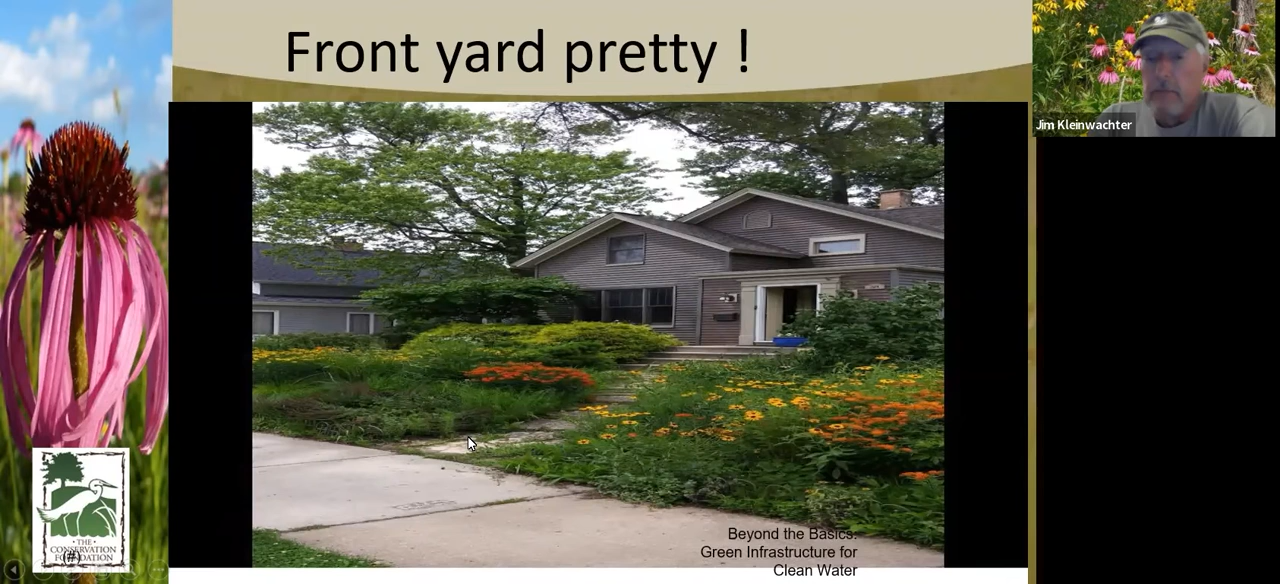 Front yard pretty !
Jim Kleinwachter
Beyond the Basics:
Green Infrastructure for
Clean Water
THE
CONSERVATION
FOUNDATION
(#)